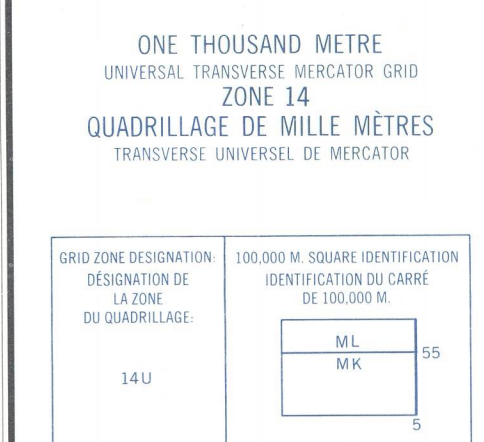 ONE THOUSAND METRE
UNIVERSAL TRANSVERSE MERCATOR GRID
ZONE 14
QUADRILLAGE DE MILLE MÈTRES
TRANSVERSE UNIVERSEL DE MERCATOR
GRID ZONE DESIGNATION:
DÉSIGNATION DE
LA ZONE
DU QUADRILLAGE:
14U
100,000 M. SQUARE IDENTIFICATION
IDENTIFICATION DU CARRÉ
DE 100,000 M.
ML
MK
55
5